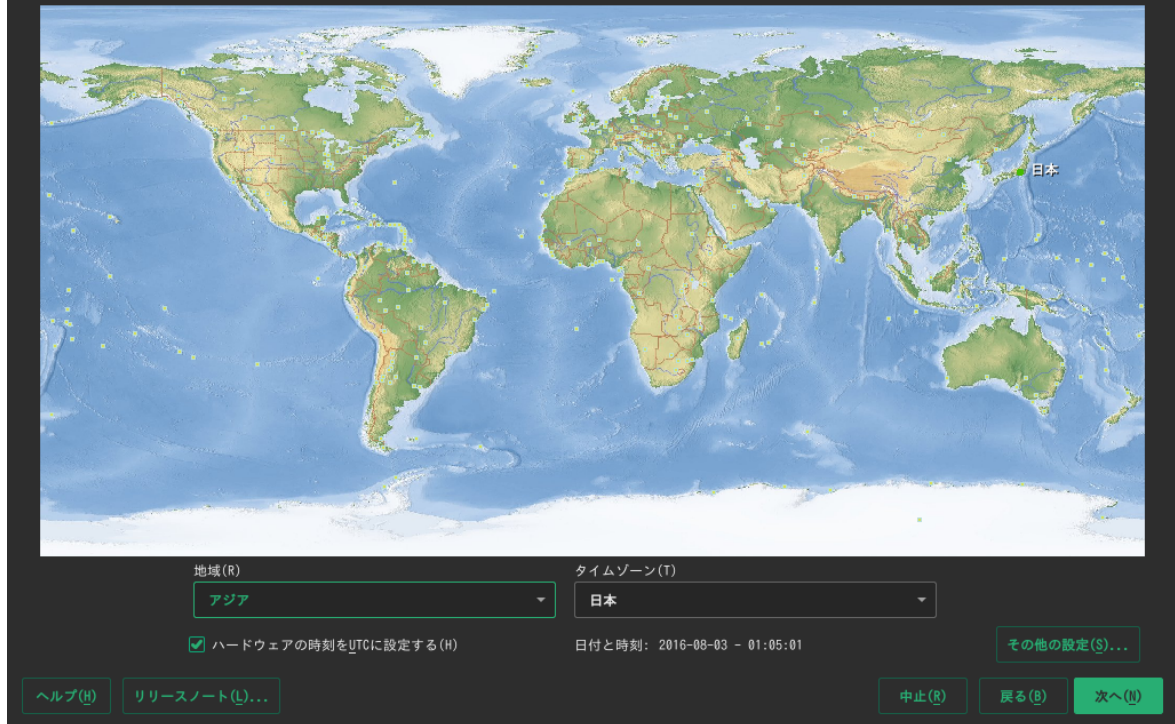 日本
地域(R)
タイムゾーン(T)
アジア
日本
ハードウェアの時刻をUTCに設定する(H)
日付と時刻: 2016-08-03 - 01:05:01
その他の設定(S)...
ヘルプ(H)
リリースノート(L)...
中止(R)
戻る(B)
次へ(N)